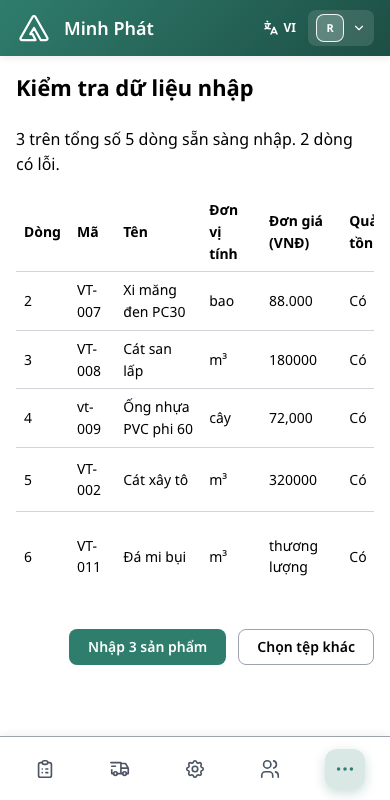 Minh Phát
VI
R
Kiểm tra dữ liệu nhập
3 trên tổng số 5 dòng sẵn sàng nhập. 2 dòng
có lỗi.
Dòng Mã Tên Đơn vị tính Đơn giá (VNĐ) Quả tồn
2 VT-007 Xi măng đen PC30 bao 88.000 Có
3 VT-008 Cát san lấp m³ 180000 Có
4 vt-009 Ống nhựa PVC phi 60 cây 72,000 Có
5 VT-002 Cát xây tô m³ 320000 Có
6 VT-011 Đá mi bụi m³ thương lượng Có
Nhập 3 sản phẩm
Chọn tệp khác